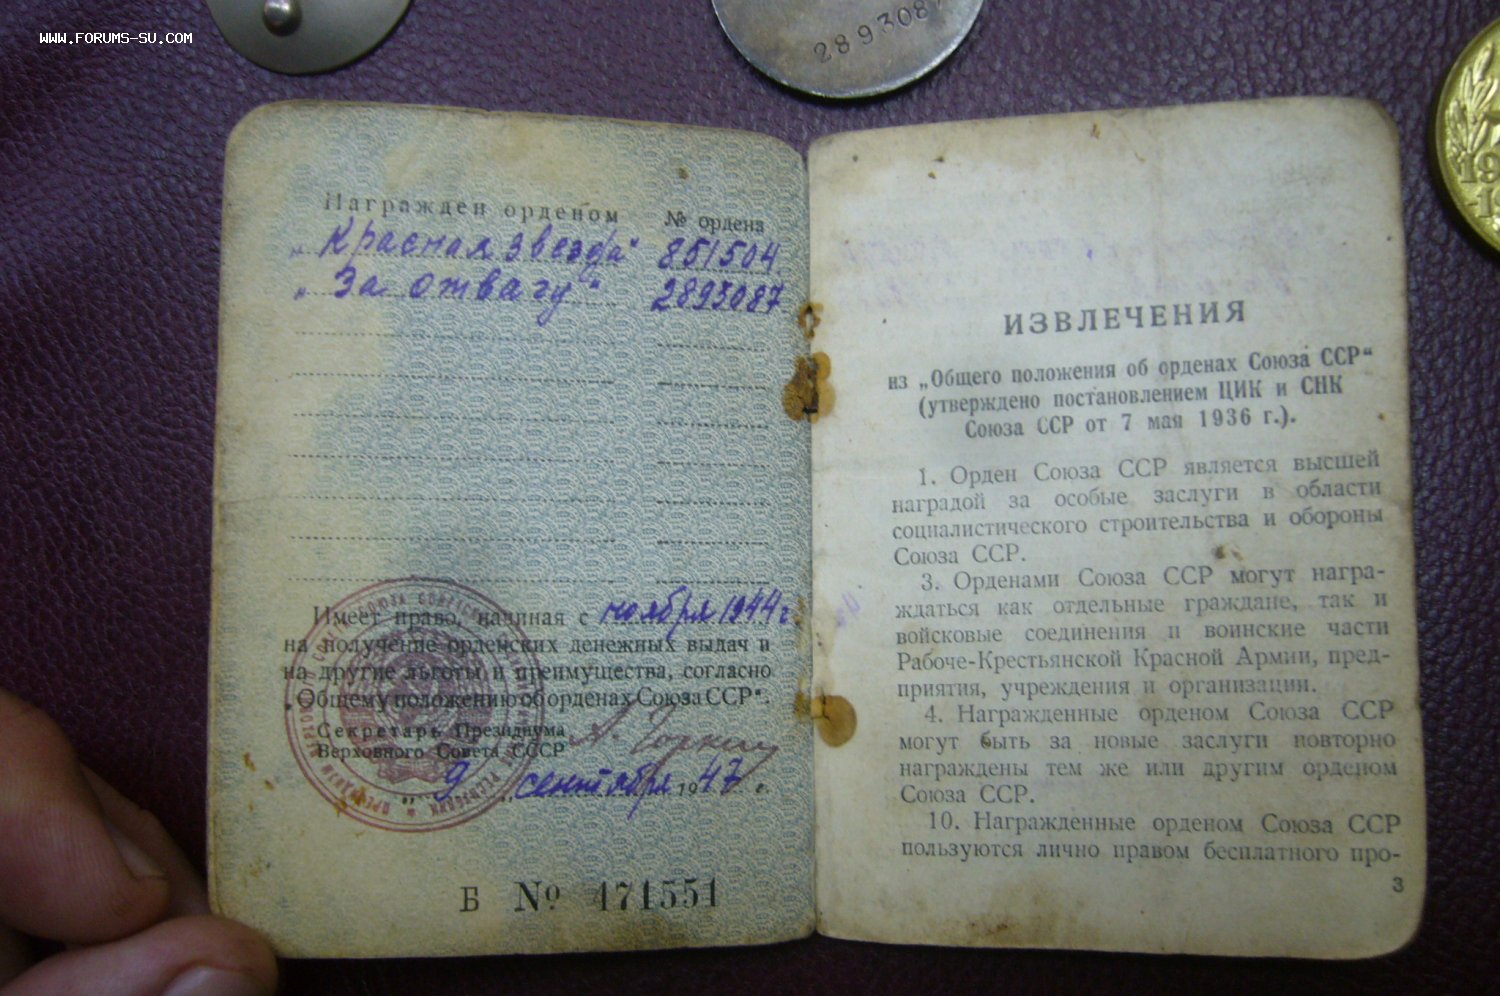 WWW.FORUMS-SU.COM
2893087
19
19
Награжден орденом № ордена
„Красная звезда" 851504
„За отвагу" 2893087
Имеет право, начиная с ноября 1944 г.
на получение орденских денежных выдач и
на другие льготы и преимущества, согласно
„Общему положению об орденах Союза ССР".
Секретарь Президиума
Верховного Совета СССР А. Горкин
„9„ сентября 1947 г.
Б № 471551
ИЗВЛЕЧЕНИЯ
из „Общего положения об орденах Союза ССР"
(утверждено постановлением ЦИК и СНК
Союза ССР от 7 мая 1936 г.).
1. Орден Союза ССР является высшей
наградой за особые заслуги в области
социалистического строительства и обороны
Союза ССР.
3. Орденами Союза ССР могут награ-
ждаться как отдельные граждане, так и
войсковые соединения и воинские части
Рабоче-Крестьянской Красной Армии, пред-
приятия, учреждения и организации.
4. Награжденные орденом Союза ССР
могут быть за новые заслуги повторно
награждены тем же или другим орденом
Союза ССР.
10. Награжденные орденом Союза ССР
пользуются лично правом бесплатного про-
3